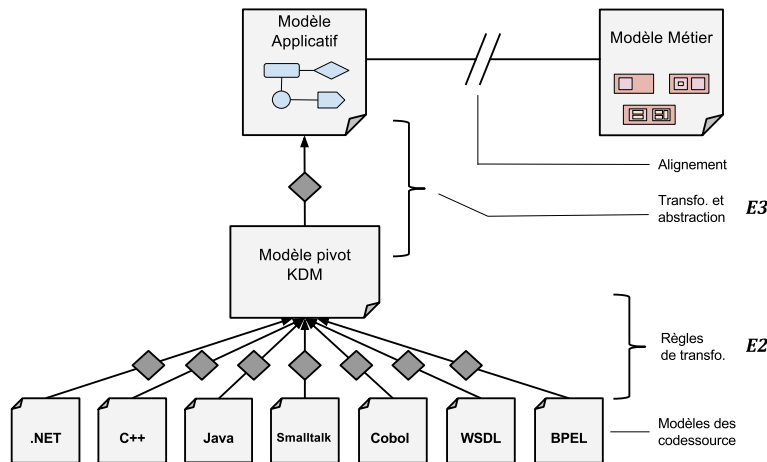 Modèle
Applicatif
Modèle Métier
Alignement
Transfo. et
abstraction
E3
Modèle pivot
KDM
Règles
de transfo.
E2
.NET
C++
Java
Smalltalk
Cobol
WSDL
BPEL
Modèles des
codessource